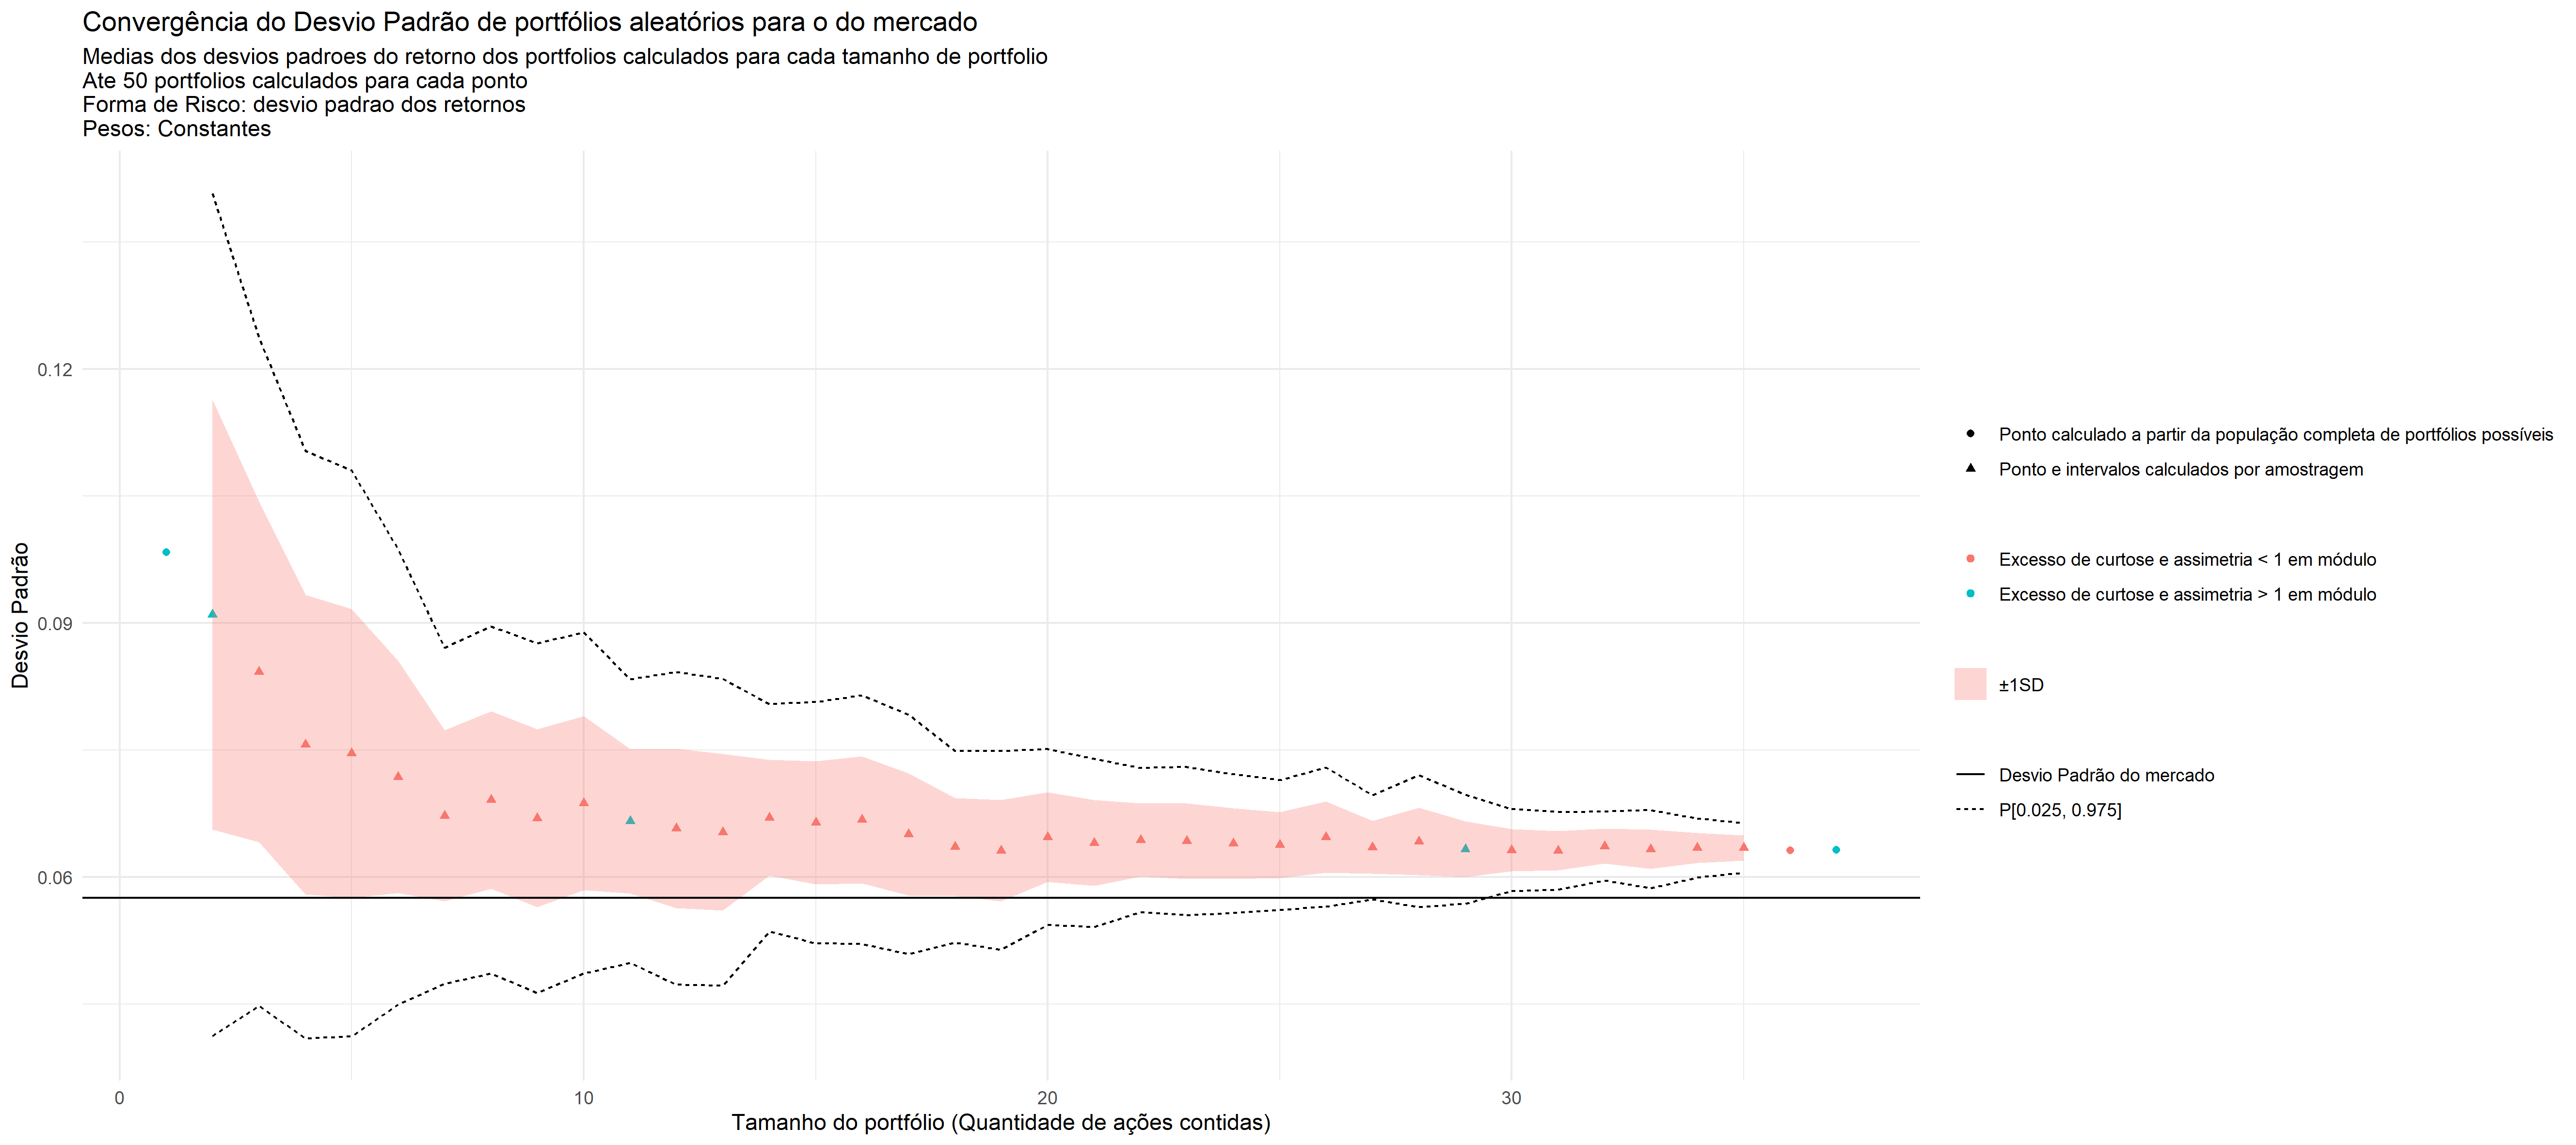 Convergência do Desvio Padrão de portfólios aleatórios para o do mercado
Medias dos desvios padroes do retorno dos portfolios calculados para cada tamanho de portfolio
Ate 50 portfolios calculados para cada ponto
Forma de Risco: desvio padrao dos retornos
Pesos: Constantes
Desvio Padrão
0.12
0.09
0.06
0
10
20
30
Tamanho do portfólio (Quantidade de ações contidas)
Ponto calculado a partir da população completa de portfólios possíveis
Ponto e intervalos calculados por amostragem
Excesso de curtose e assimetria < 1 em módulo
Excesso de curtose e assimetria > 1 em módulo
±1SD
Desvio Padrão do mercado
P[0.025, 0.975]